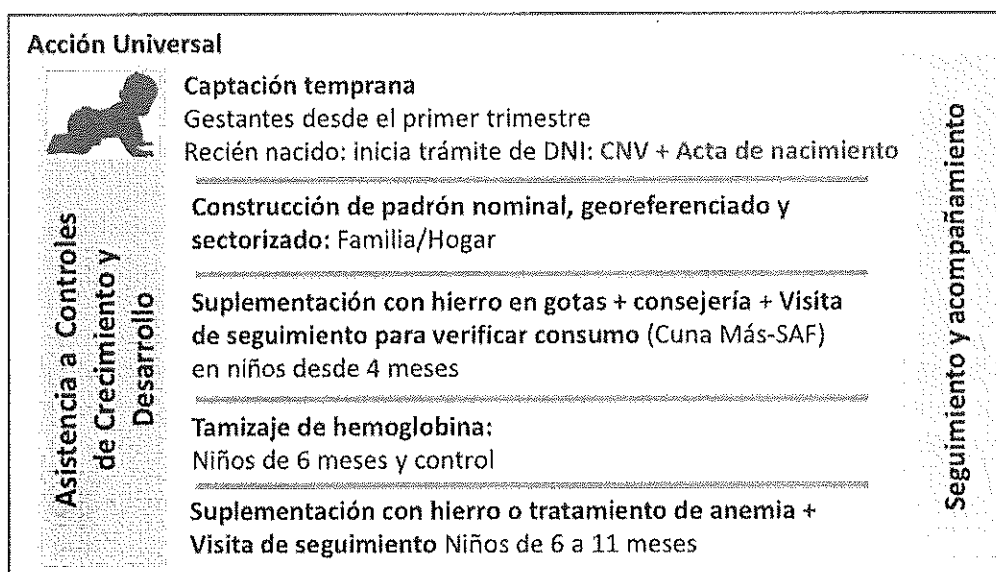 Acción Universal
Captación temprana
Gestantes desde el primer trimestre
Recién nacido: inicia trámite de DNI: CNV + Acta de nacimiento
Construcción de padrón nominal, georeferenciado y
sectorizado: Familia/Hogar
Suplementación con hierro en gotas + consejería + Visita
de seguimiento para verificar consumo (Cuna Más-SAF)
en niños desde 4 meses
Tamizaje de hemoglobina:
Niños de 6 meses y control
Suplementación con hierro o tratamiento de anemia +
Visita de seguimiento Niños de 6 a 11 meses
Asistencia a Controles
de Crecimiento y
Desarrollo
Seguimiento y acompañamiento